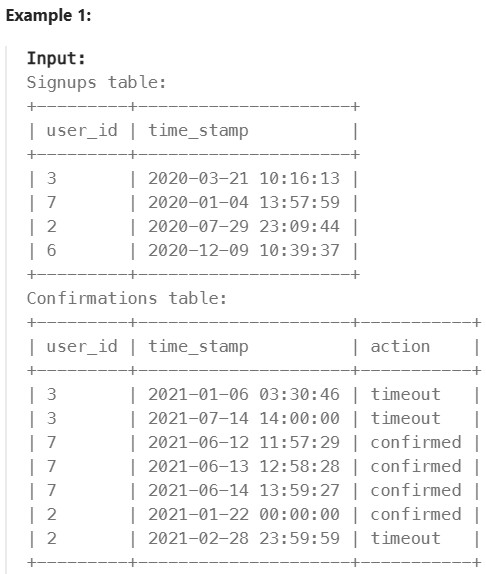 Example 1:
Input:
Signups table:
+---------+---------------------+
| user_id | time_stamp          |
+---------+---------------------+
| 3       | 2020-03-21 10:16:13 |
| 7       | 2020-01-04 13:57:59 |
| 2       | 2020-07-29 23:09:44 |
| 6       | 2020-12-09 10:39:37 |
+---------+---------------------+
Confirmations table:
+---------+---------------------+-----------+
| user_id | time_stamp          | action    |
+---------+---------------------+-----------+
| 3       | 2021-01-06 03:30:46 | timeout   |
| 3       | 2021-07-14 14:00:00 | timeout   |
| 7       | 2021-06-12 11:57:29 | confirmed |
| 7       | 2021-06-13 12:58:28 | confirmed |
| 7       | 2021-06-14 13:59:27 | confirmed |
| 2       | 2021-01-22 00:00:00 | confirmed |
| 2       | 2021-02-28 23:59:59 | timeout   |
+---------+---------------------+-----------+